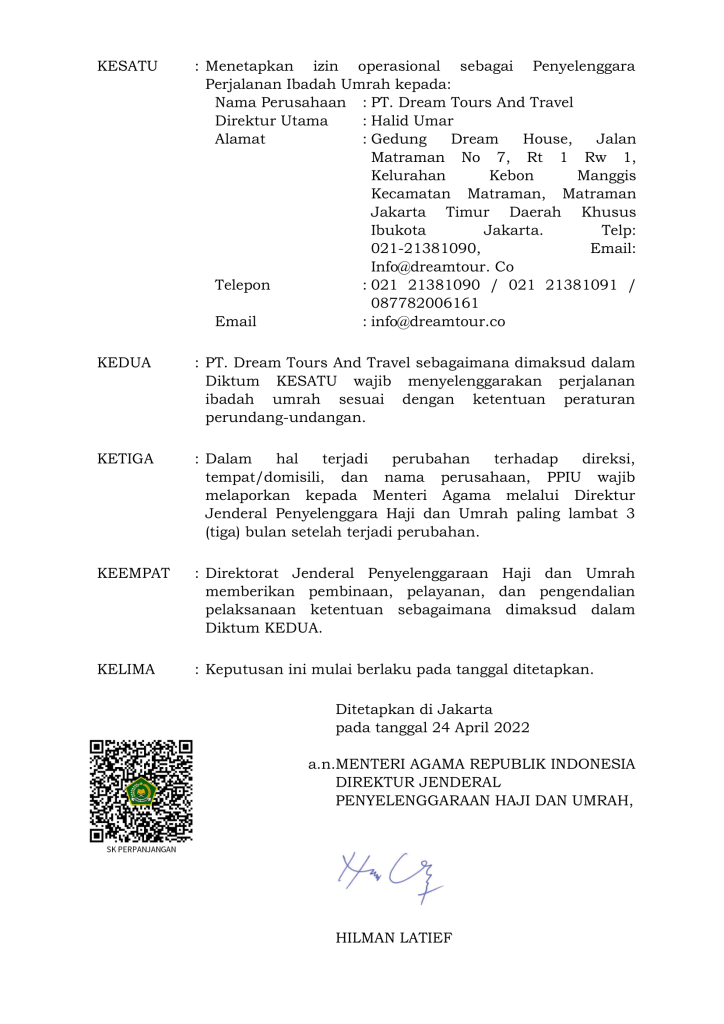 KESATU : Menetapkan izin operasional sebagai Penyelenggara
Perjalanan Ibadah Umrah kepada:
Nama Perusahaan : PT. Dream Tours And Travel
Direktur Utama : Halid Umar
Alamat : Gedung Dream House, Jalan
Matraman No 7, Rt 1 Rw 1,
Kelurahan Kebon Manggis
Kecamatan Matraman, Matraman
Jakarta Timur Daerah Khusus
Ibukota Jakarta. Telp:
021-21381090, Email:
Info@dreamtour. Co
Telepon : 021 21381090 / 021 21381091 /
087782006161
Email : info@dreamtour.co
KEDUA : PT. Dream Tours And Travel sebagaimana dimaksud dalam
Diktum KESATU wajib menyelenggarakan perjalanan
ibadah umrah sesuai dengan ketentuan peraturan
perundang-undangan.
KETIGA : Dalam hal terjadi perubahan terhadap direksi,
tempat/domisili, dan nama perusahaan, PPIU wajib
melaporkan kepada Menteri Agama melalui Direktur
Jenderal Penyelenggara Haji dan Umrah paling lambat 3
(tiga) bulan setelah terjadi perubahan.
KEEMPAT : Direktorat Jenderal Penyelenggaraan Haji dan Umrah
memberikan pembinaan, pelayanan, dan pengendalian
pelaksanaan ketentuan sebagaimana dimaksud dalam
Diktum KEDUA.
KELIMA : Keputusan ini mulai berlaku pada tanggal ditetapkan.
Ditetapkan di Jakarta
pada tanggal 24 April 2022
a.n.MENTERI AGAMA REPUBLIK INDONESIA
DIREKTUR JENDERAL
PENYELENGGARAAN HAJI DAN UMRAH,
SK PERPANJANGAN
HILMAN LATIEF